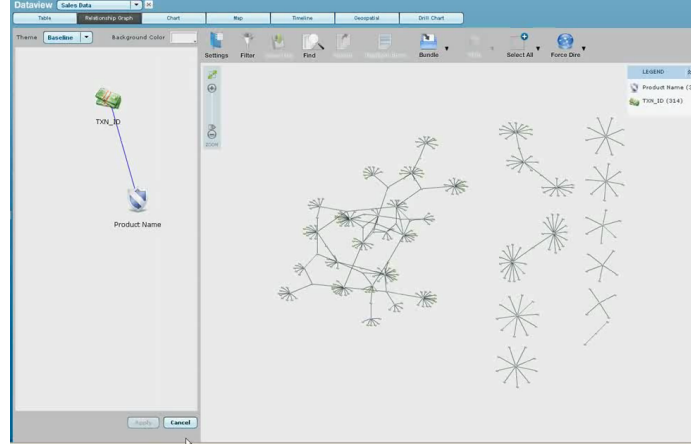 Dataview Sales Data
Table Relationship Graph Chart Map Timeline Geospatial Drill Chart
Theme Baseline Background Color
Settings Filter Find Bundle Select All Force Dire
TXN_ID
Product Name
ZOOM
LEGEND
Product Name (3
TXN_ID (314)
Apply Cancel